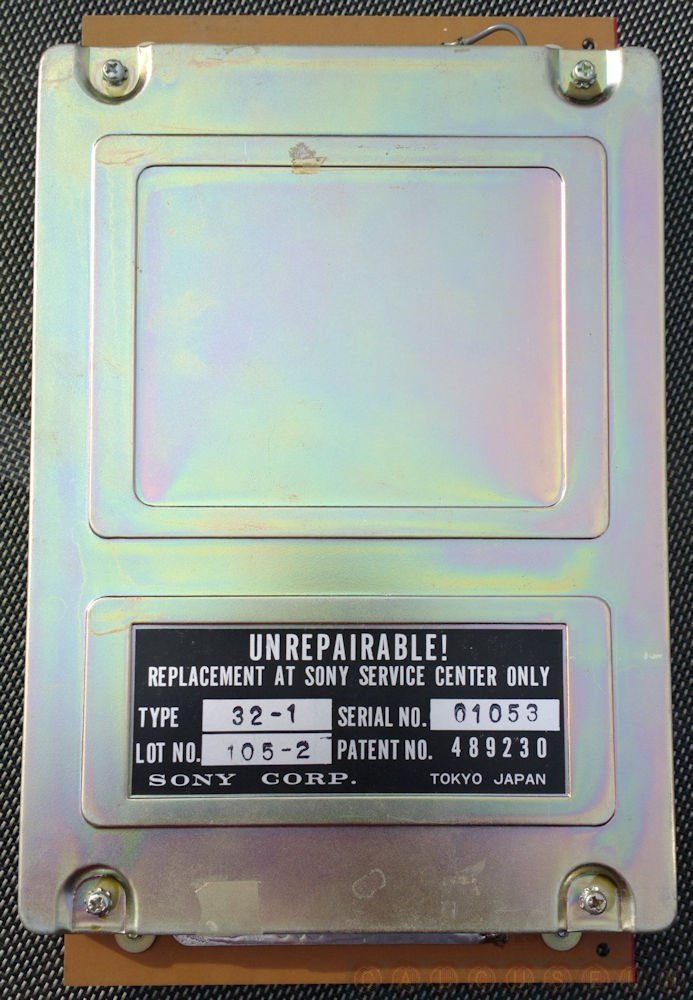 UNREPAIRABLE!
REPLACEMENT AT SONY SERVICE CENTER ONLY
TYPE 32-1 SERIAL NO. 01053
LOT NO. 105-2 PATENT NO. 489230
SONY CORP. TOKYO JAPAN